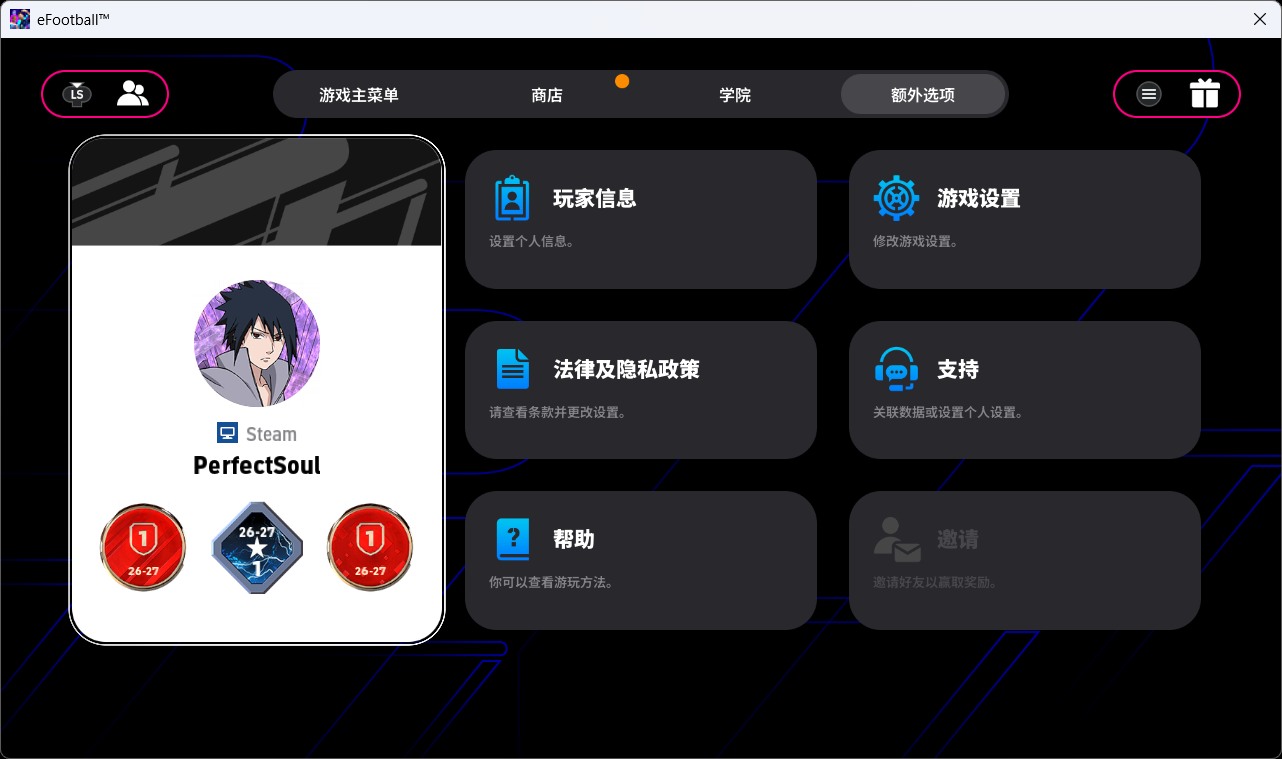 eFootball™
LS
游戏主菜单
商店
学院
额外选项
Steam
PerfectSoul
1
26-27
26-27
1
1
26-27
玩家信息
设置个人信息。
游戏设置
修改游戏设置。
法律及隐私政策
请查看条款并更改设置。
支持
关联数据或设置个人设置。
帮助
你可以查看游玩方法。
邀请
邀请好友以赢取奖励。